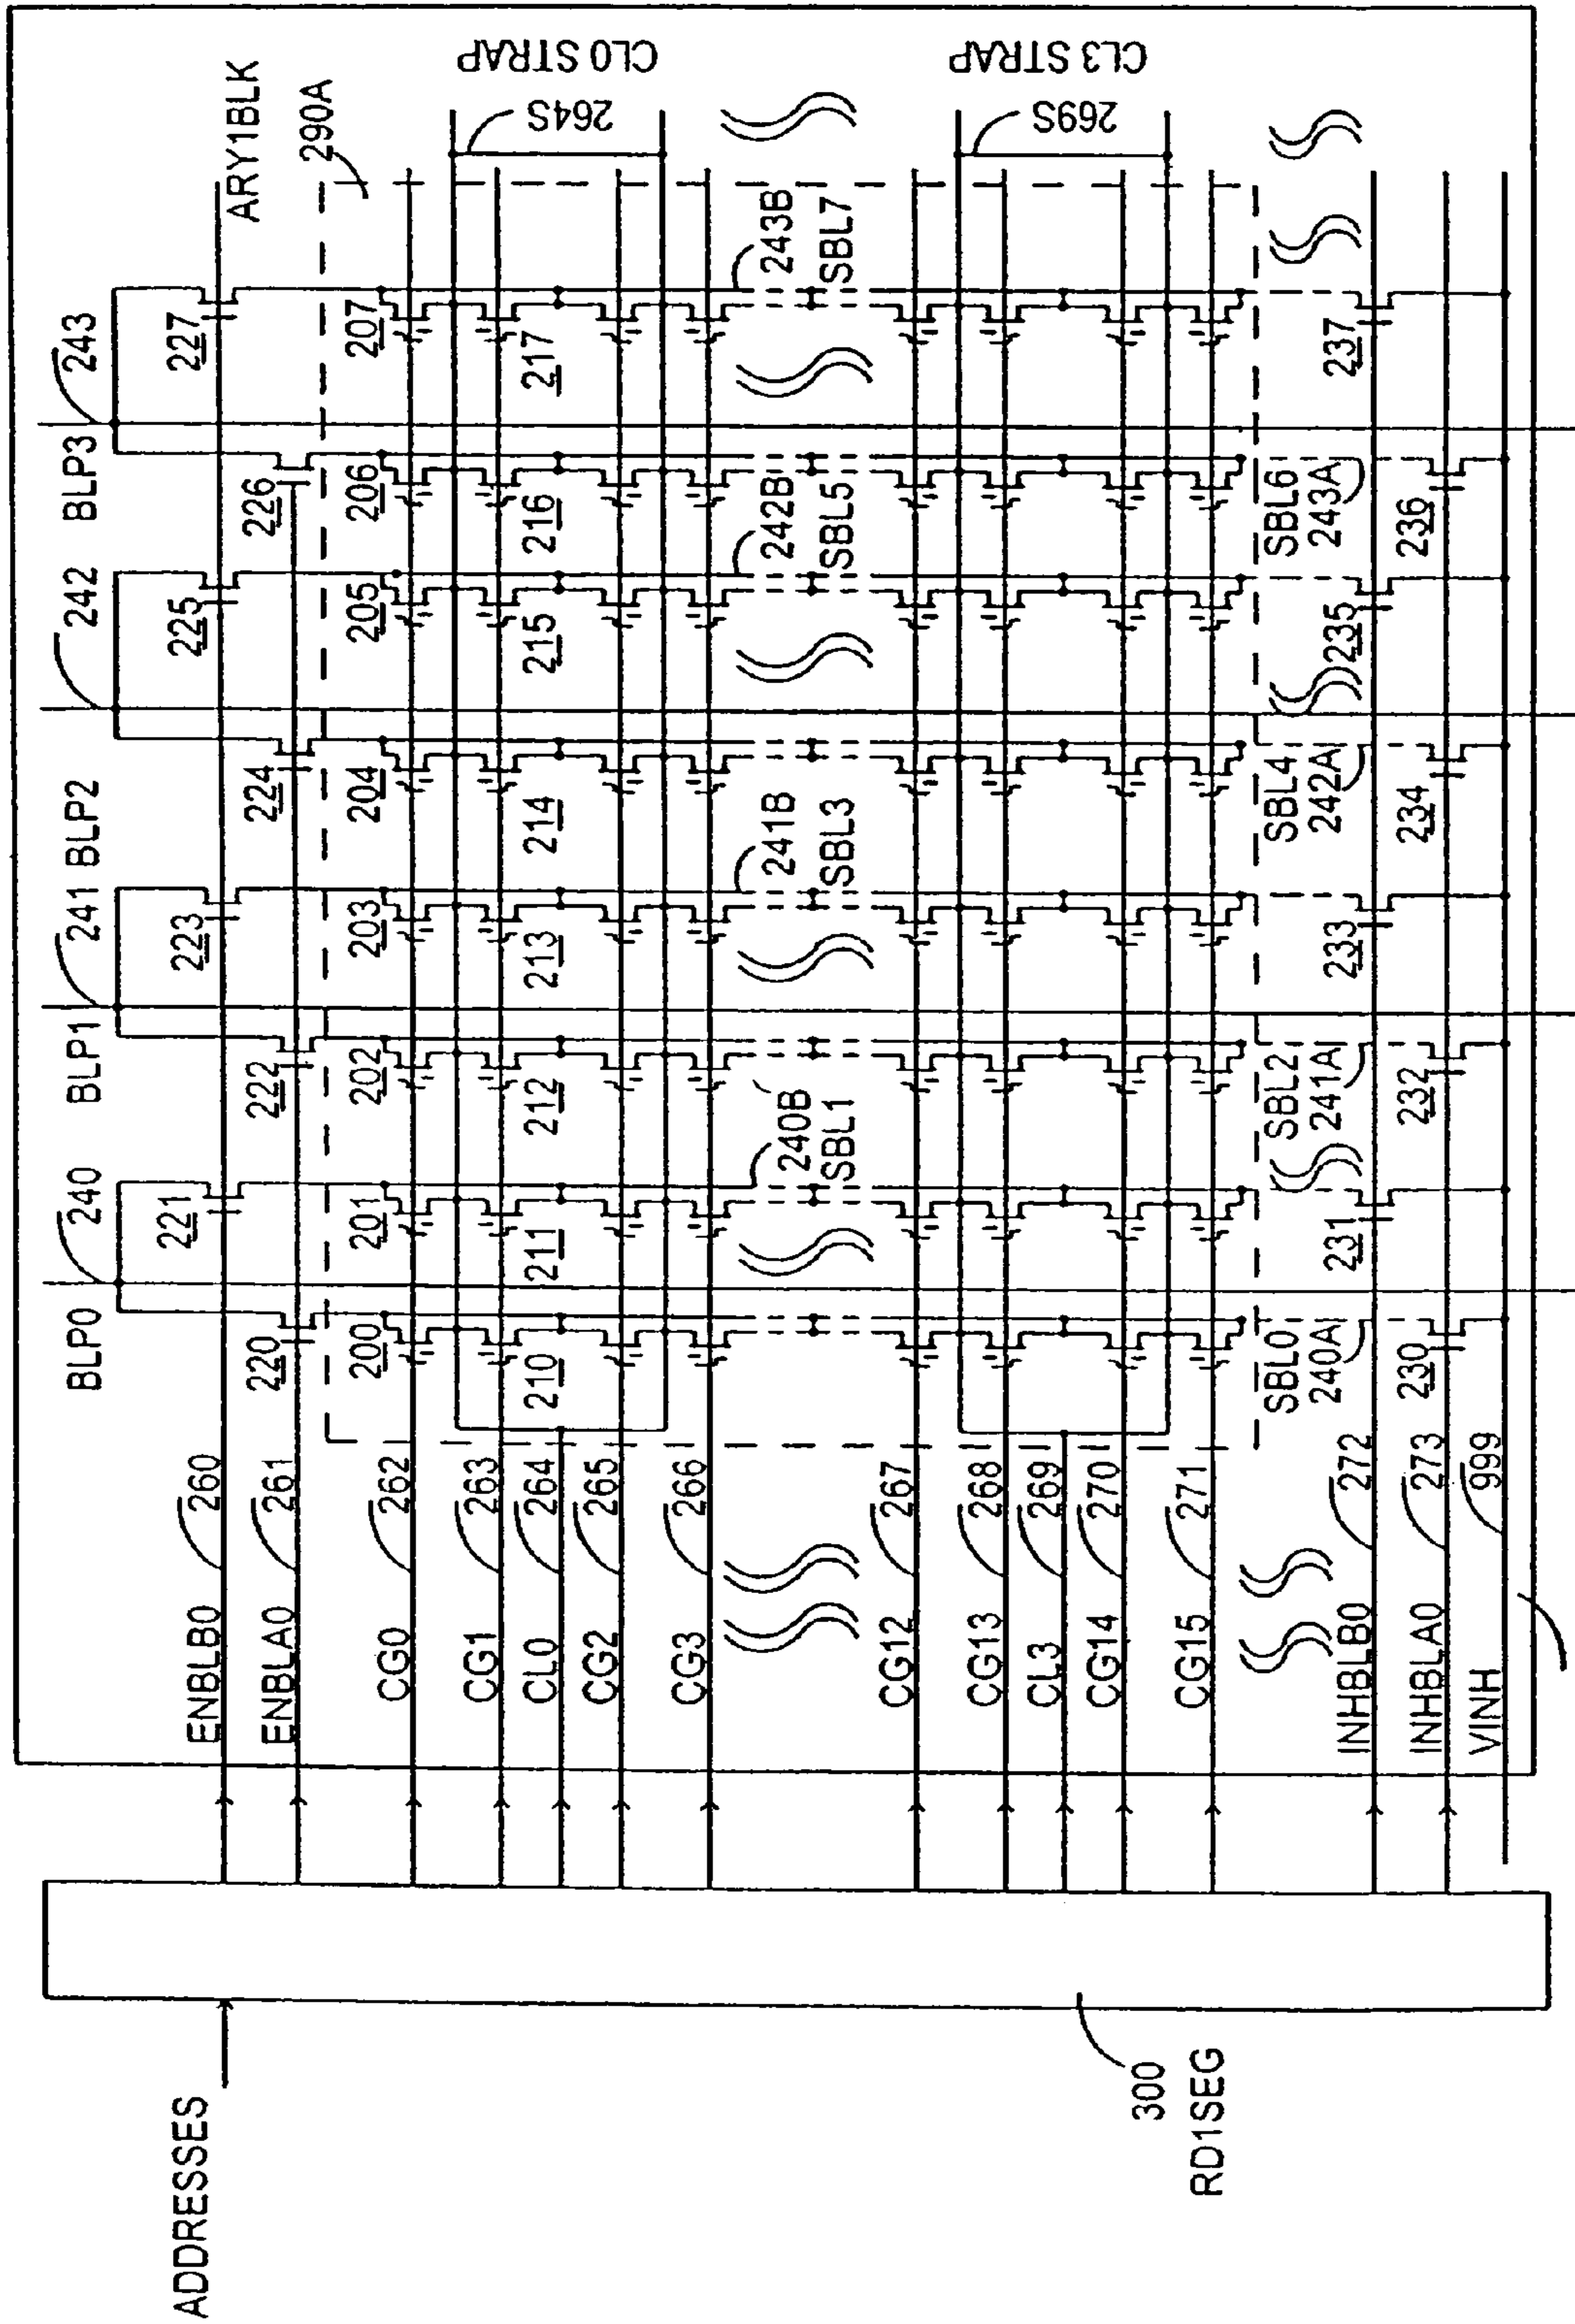 BLP0 240 BLP1 241 BLP2 242 BLP3 243
221 223 225 227
ENBLB0 260
ARY1BLK
220 222 224 226
ENBLA0 261
290A
200 201 202 203 204 205 206 207
CG0 262
CL0 STRAP
264S
CG1 263
210 211 212 213 214 215 216 217
CL0 264
CG2 265
CG3 266
240B 241B 242B 243B
SBL1 SBL3 SBL5 SBL7
CG12 267
CG13 268
CL3 STRAP
269S
CL3 269
CG14 270
CG15 271
SBL0 SBL2 SBL4 SBL6
240A 241A 242A 243A
231 233 235 237
INHBLB0 272
230 232 234 236
INHBLA0 273
VINH 999
ADDRESSES
300
RD1SEG